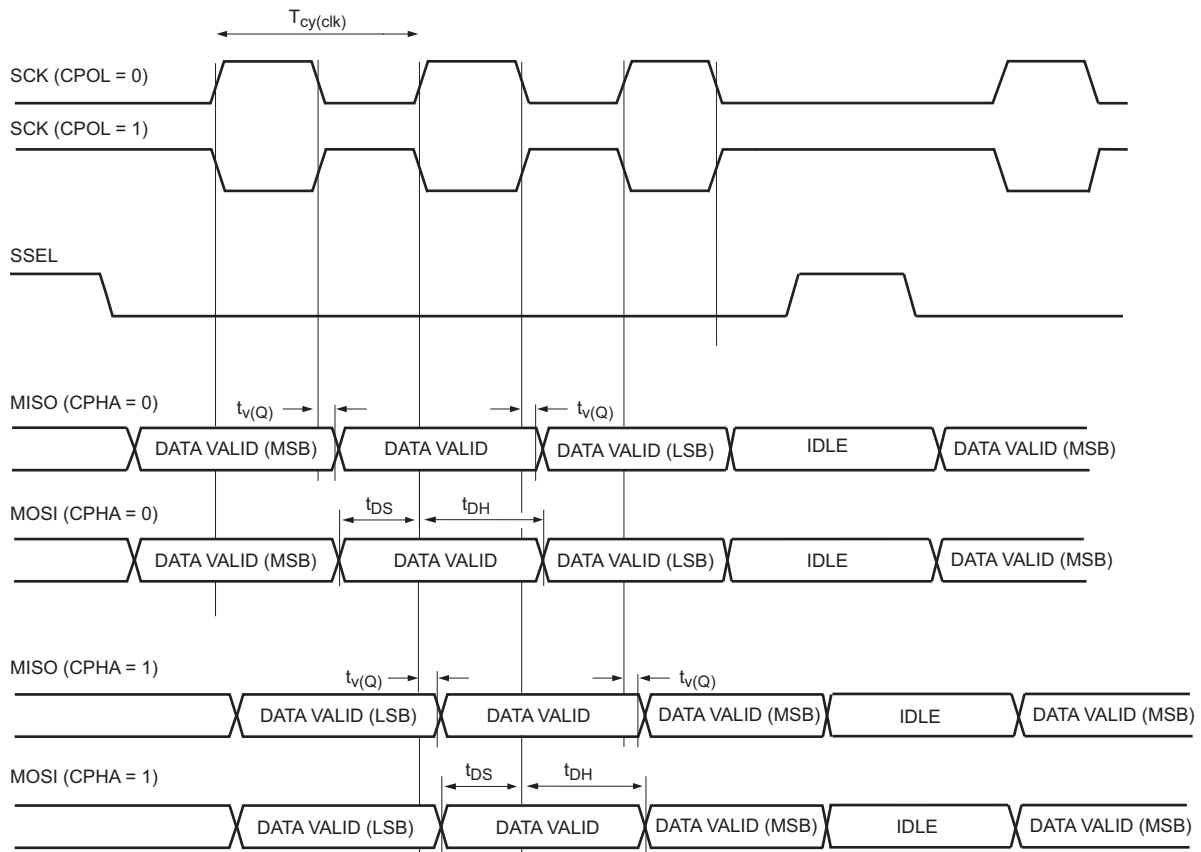 Tcy(clk)
SCK (CPOL = 0)
SCK (CPOL = 1)
SSEL
MISO (CPHA = 0)
tv(Q) tv(Q)
DATA VALID (MSB) DATA VALID DATA VALID (LSB) IDLE DATA VALID (MSB)
tDS tDH
MOSI (CPHA = 0)
DATA VALID (MSB) DATA VALID DATA VALID (LSB) IDLE DATA VALID (MSB)
MISO (CPHA = 1)
tv(Q) tv(Q)
DATA VALID (LSB) DATA VALID DATA VALID (MSB) IDLE DATA VALID (MSB)
tDS tDH
MOSI (CPHA = 1)
DATA VALID (LSB) DATA VALID DATA VALID (MSB) IDLE DATA VALID (MSB)